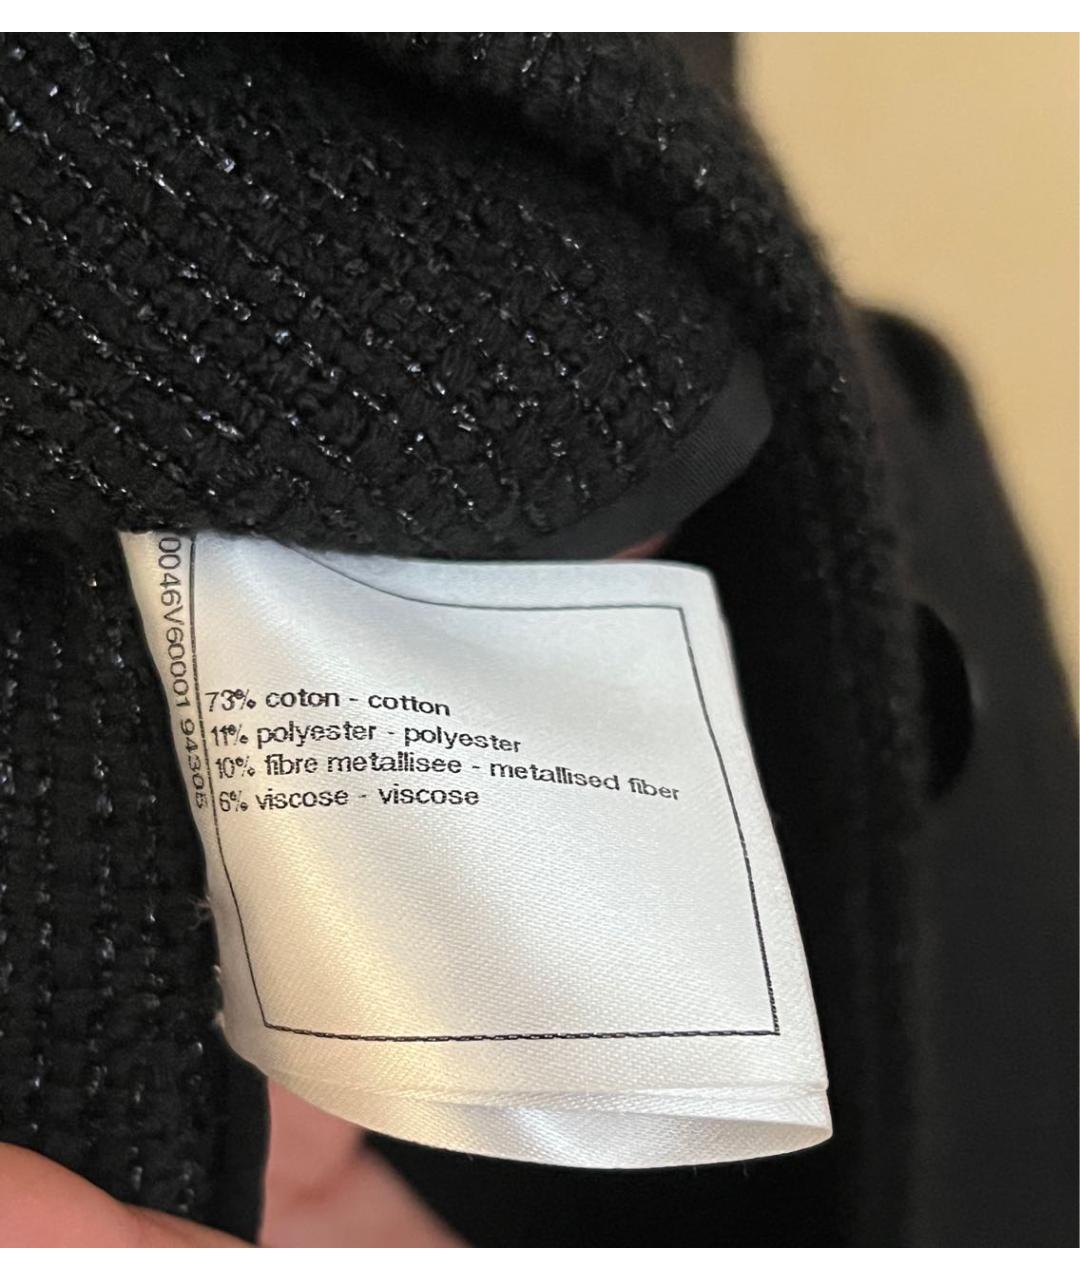 0046V60001 94305
73% coton - cotton
11% polyester - polyester
10% fibre metallisee - metallised fiber
6% viscose - viscose